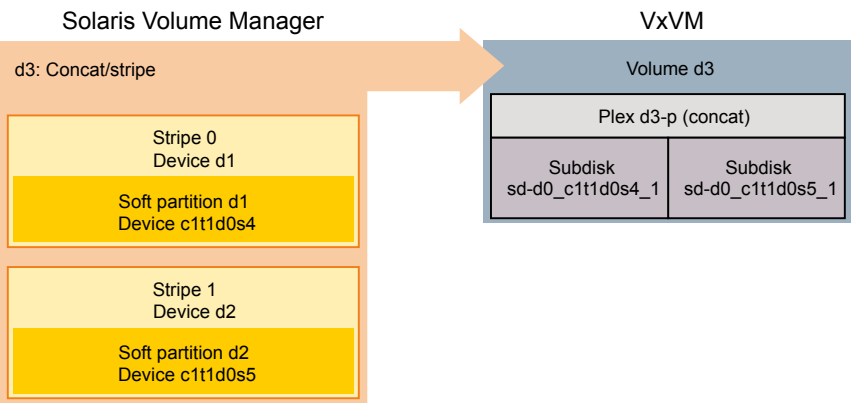 Solaris Volume Manager
VxVM
d3: Concat/stripe
Stripe 0
Device d1
Soft partition d1
Device c1t1d0s4
Stripe 1
Device d2
Soft partition d2
Device c1t1d0s5
Volume d3
Plex d3-p (concat)
Subdisk
sd-d0_c1t1d0s4_1
Subdisk
sd-d0_c1t1d0s5_1